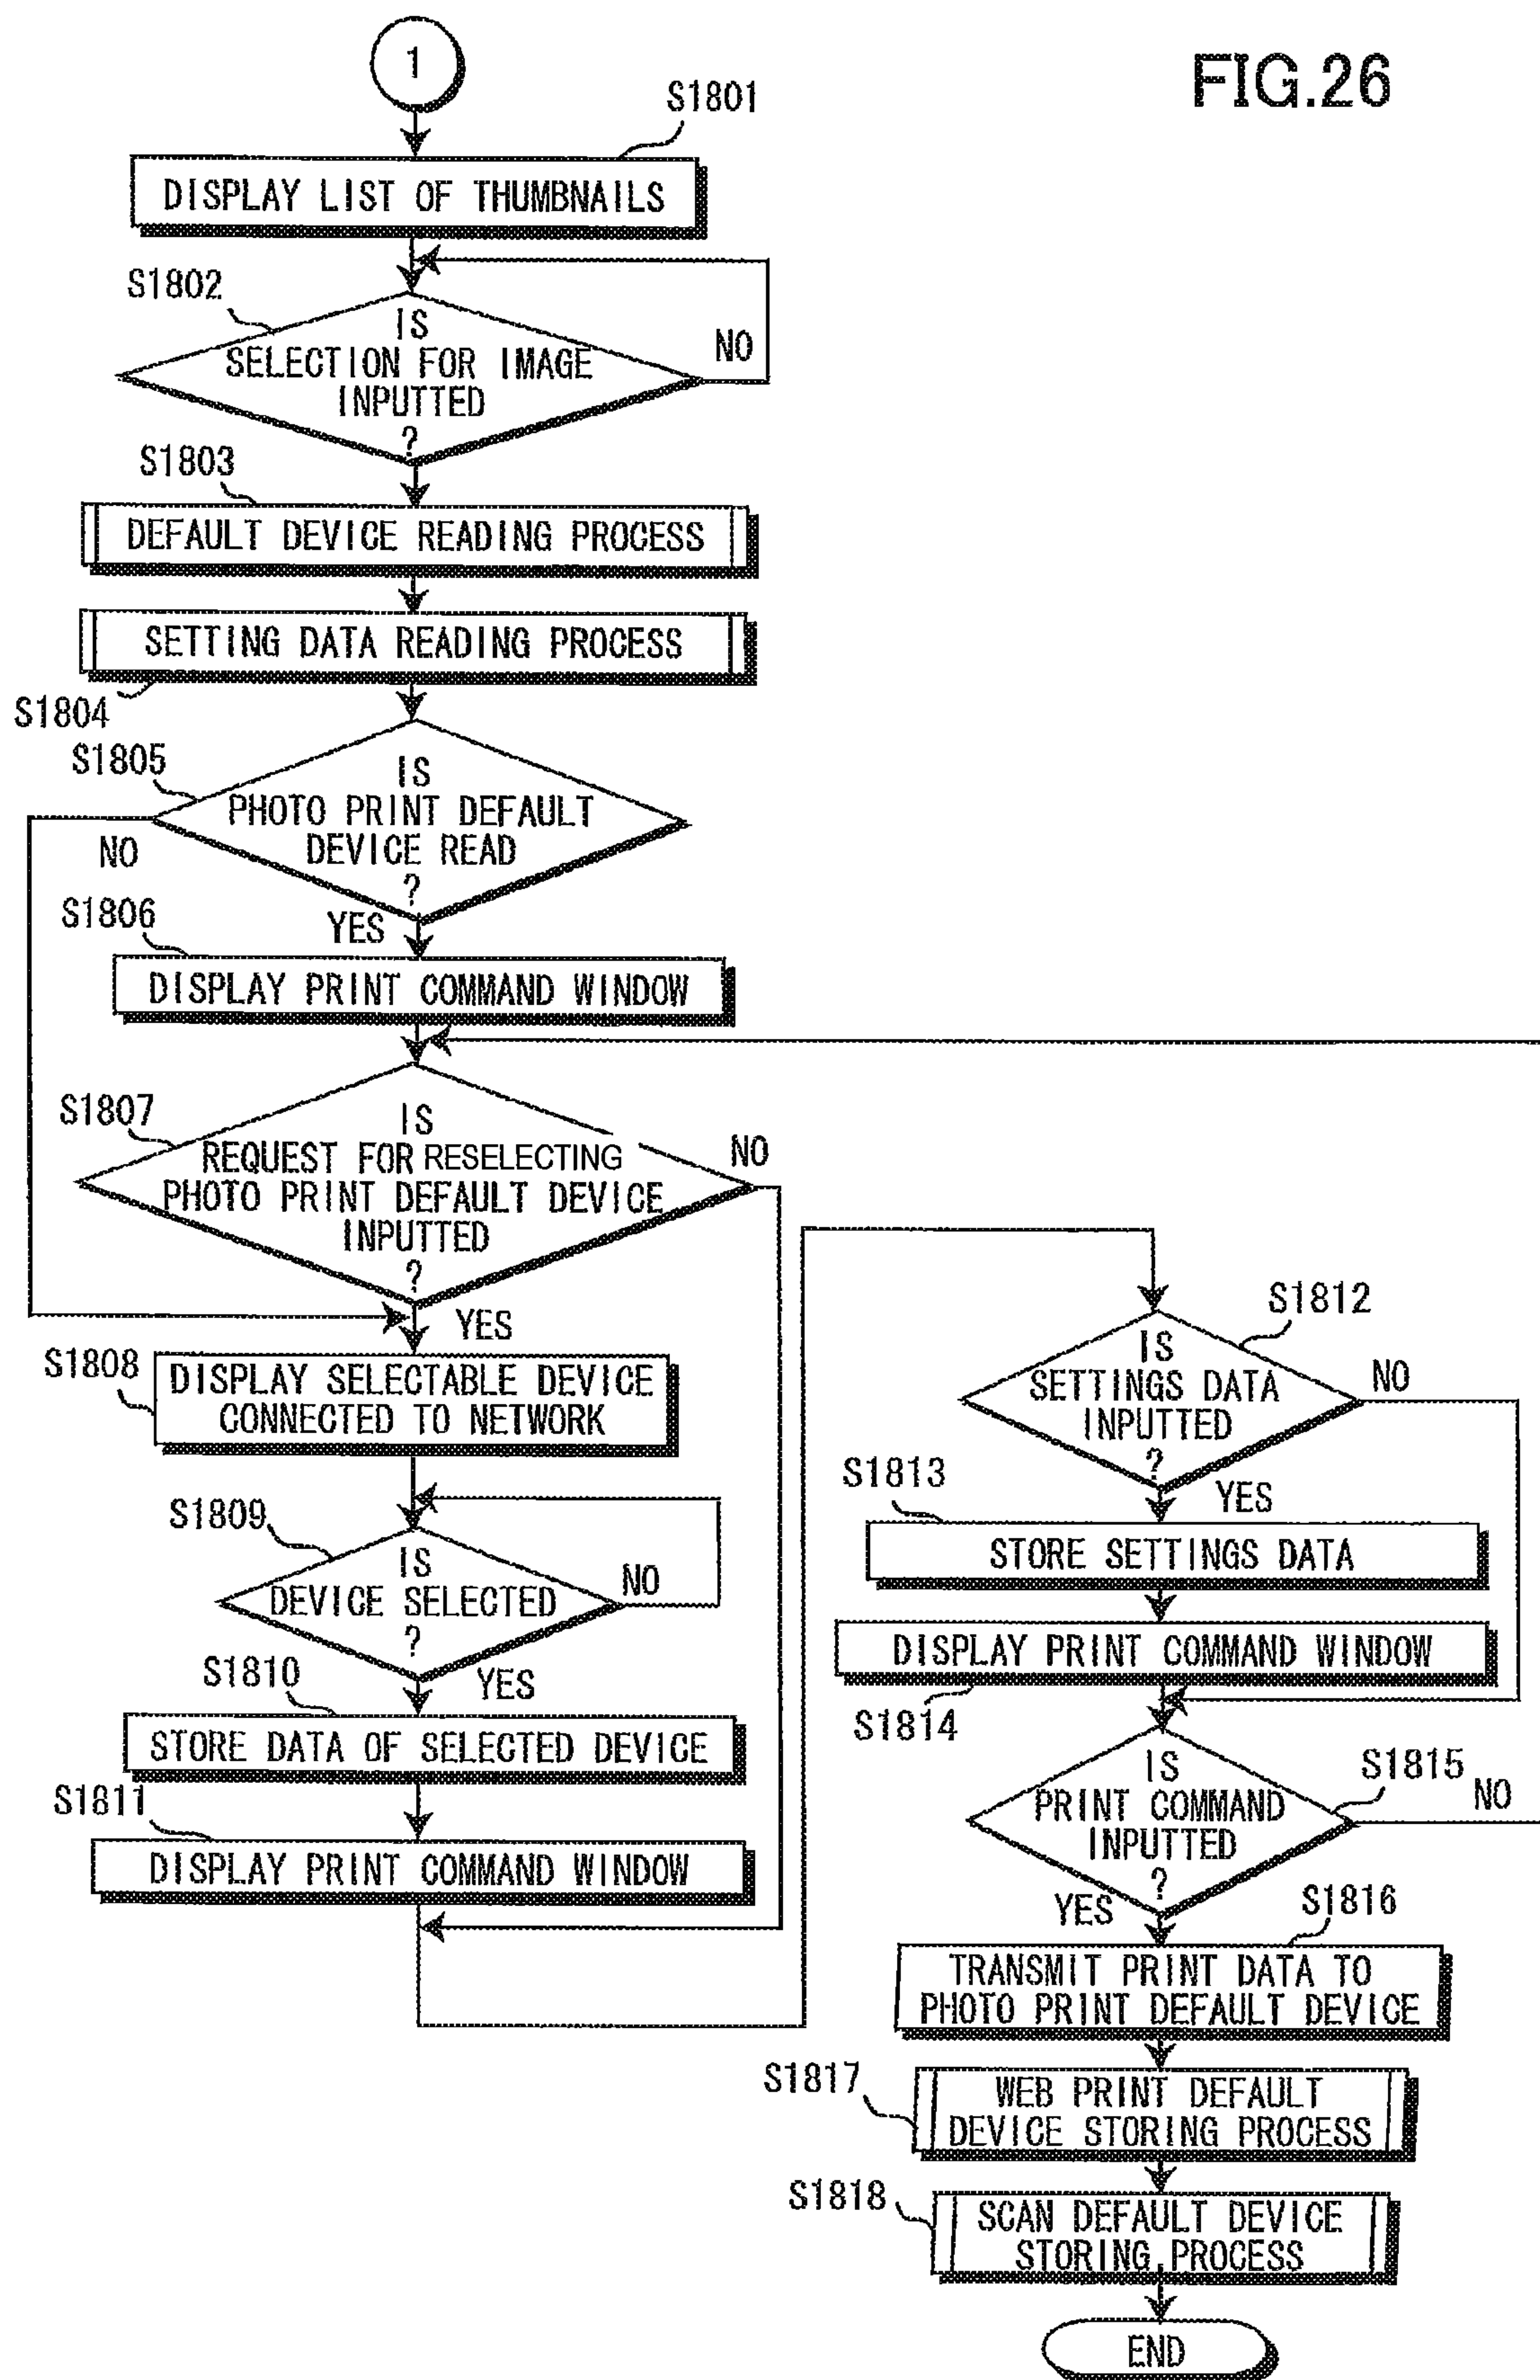 FIG.26
1
S1801
DISPLAY LIST OF THUMBNAILS
S1802
IS
SELECTION FOR IMAGE
INPUTTED
?
NO
S1803
DEFAULT DEVICE READING PROCESS
SETTING DATA READING PROCESS
S1804
S1805
IS
PHOTO PRINT DEFAULT
DEVICE READ
?
NO
YES
S1806
DISPLAY PRINT COMMAND WINDOW
S1807
IS
REQUEST FOR RESELECTING
PHOTO PRINT DEFAULT DEVICE
INPUTTED
?
NO
YES
S1808
DISPLAY SELECTABLE DEVICE
CONNECTED TO NETWORK
S1809
IS
DEVICE SELECTED
?
NO
YES
S1810
STORE DATA OF SELECTED DEVICE
S1811
DISPLAY PRINT COMMAND WINDOW
S1812
IS
SETTINGS DATA
INPUTTED
?
NO
YES
S1813
STORE SETTINGS DATA
DISPLAY PRINT COMMAND WINDOW
S1814
IS
PRINT COMMAND
INPUTTED
?
S1815
NO
YES
S1816
TRANSMIT PRINT DATA TO
PHOTO PRINT DEFAULT DEVICE
S1817
WEB PRINT DEFAULT
DEVICE STORING PROCESS
S1818
SCAN DEFAULT DEVICE
STORING PROCESS
END